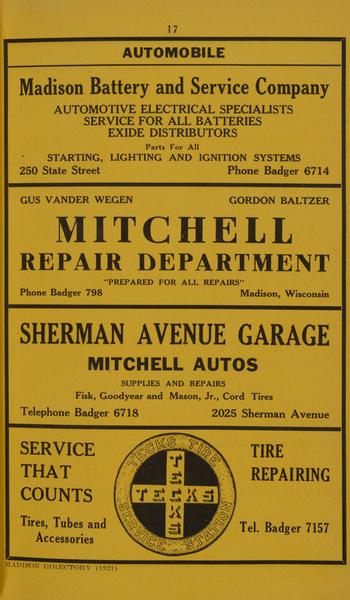 17
AUTOMOBILE
Madison Battery and Service Company
AUTOMOTIVE ELECTRICAL SPECIALISTS
SERVICE FOR ALL BATTERIES
EXIDE DISTRIBUTORS
Parts For All
STARTING, LIGHTING AND IGNITION SYSTEMS
250 State Street Phone Badger 6714
GUS VANDER WEGEN GORDON BALTZER
MITCHELL
REPAIR DEPARTMENT
"PREPARED FOR ALL REPAIRS"
Phone Badger 798 Madison, Wisconsin
SHERMAN AVENUE GARAGE
MITCHELL AUTOS
SUPPLIES AND REPAIRS
Fisk, Goodyear and Mason, Jr., Cord Tires
Telephone Badger 6718 2025 Sherman Avenue
SERVICE
THAT
COUNTS
Tires, Tubes and
Accessories
TECKS TIRE
TECKS
TECKS
SERVICE STATION
TIRE
REPAIRING
Tel. Badger 7157
MADISON DIRECTORY (1921)